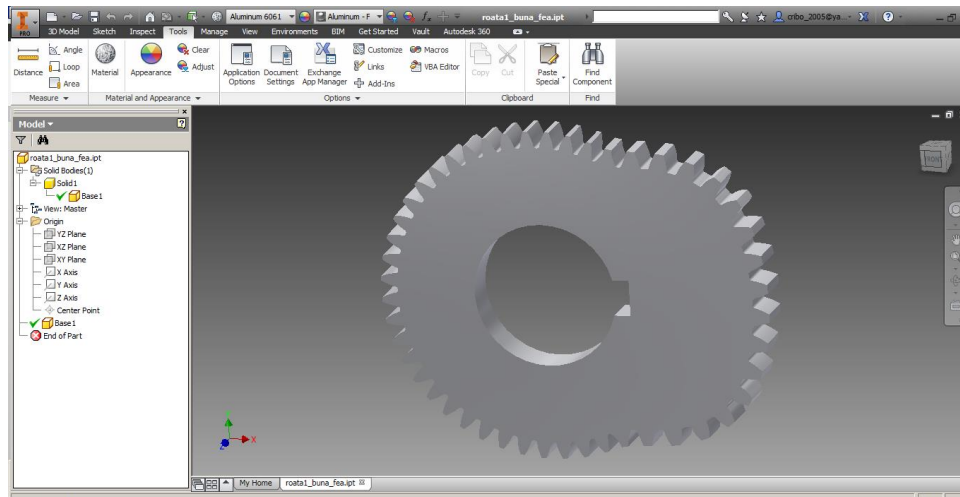 PRO
Aluminum 6061
Aluminum - F
roata1_buna_fea.ipt
cribo_2005@ya...
3D Model Sketch Inspect Tools Manage View Environments BIM Get Started Vault Autodesk 360
Distance
Angle
Loop
Area
Material
Appearance
Clear
Adjust
Application Options
Document Settings
Exchange App Manager
Customize
Links
Add-Ins
Macros
VBA Editor
Copy
Cut
Paste Special
Find Component
Measure Material and Appearance Options Clipboard Find
Model
roata1_buna_fea.ipt
Solid Bodies(1)
Solid1
Base1
View: Master
Origin
YZ Plane
XZ Plane
XY Plane
X Axis
Y Axis
Z Axis
Center Point
Base1
End of Part
X
My Home roata1_buna_fea.ipt